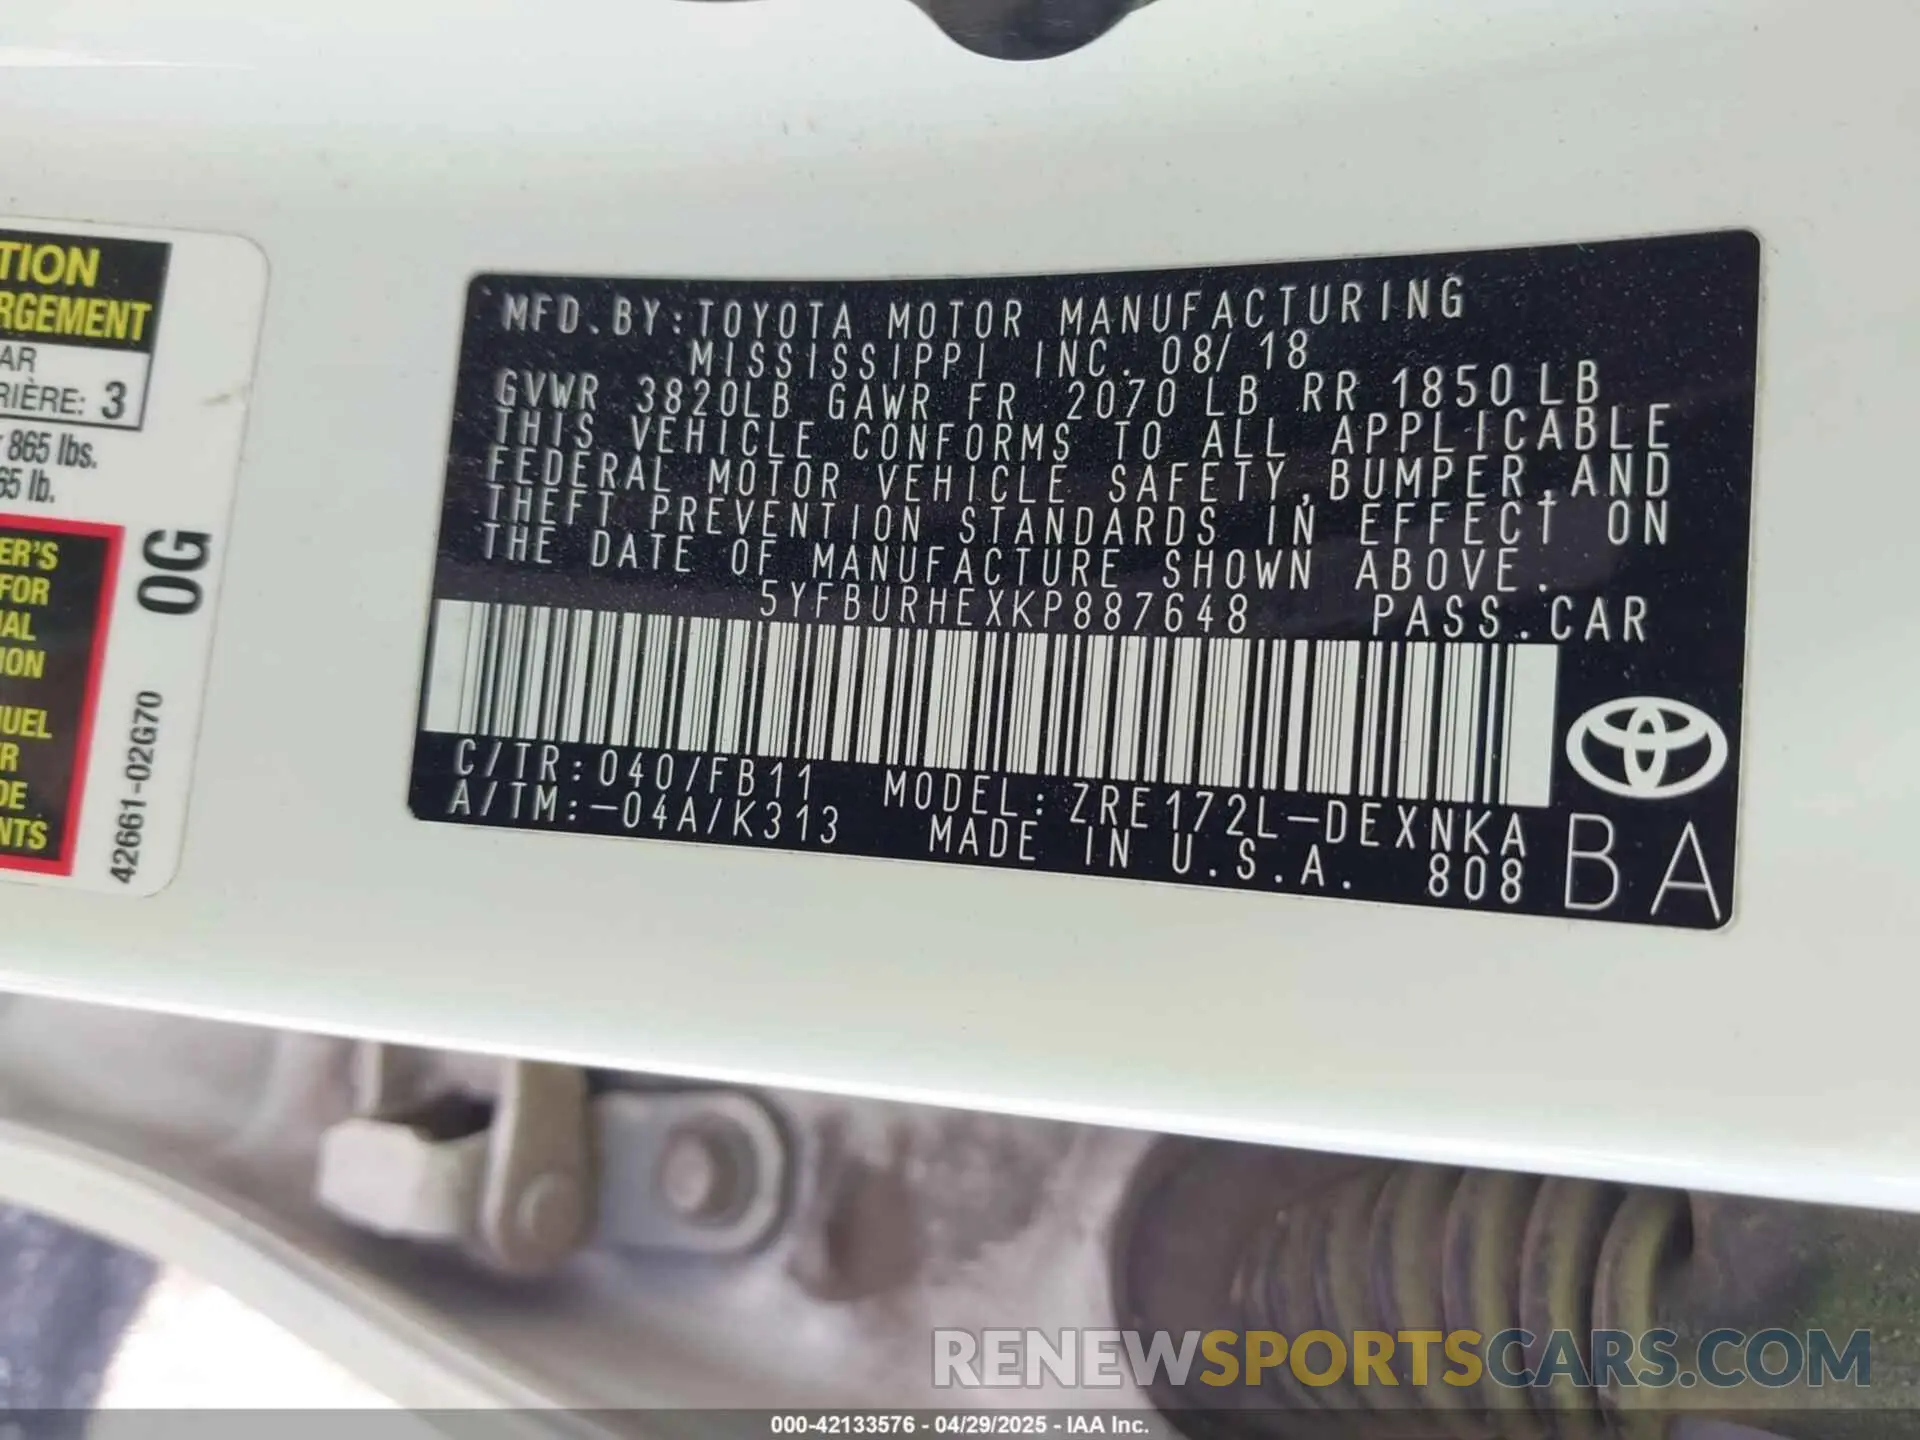 TION
RGEMENT
AR
RIÈRE: 3
865 lbs.
65 lb.
ER'S
FOR
IAL
ION
UEL
R
DE
NTS
0G
42661-02G70
MFD.BY:TOYOTA MOTOR MANUFACTURING
MISSISSIPPI INC. 08/18
GVWR 3820LB GAWR FR 2070LB RR 1850LB
THIS VEHICLE CONFORMS TO ALL APPLICABLE
FEDERAL MOTOR VEHICLE SAFETY,BUMPER,AND
THEFT PREVENTION STANDARDS IN EFFECT ON
THE DATE OF MANUFACTURE SHOWN ABOVE.
5YFBURHEXKP887648 PASS.CAR
C/TR:040/FB11 MODEL:ZRE172L-DEXNKA
A/TM:-04A/K313 MADE IN U.S.A. 808
BA
RENEWSPORTSCARS.COM
000-42133576 - 04/29/2025 - IAA Inc.